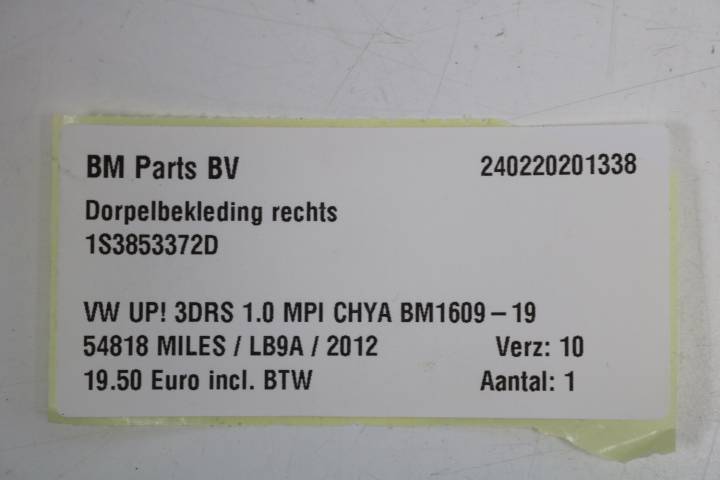 BM Parts BV 240220201338
Dorpelbekleding rechts
1S3853372D
VW UP! 3DRS 1.0 MPI CHYA BM1609-19
54818 MILES / LB9A / 2012 Verz: 10
19.50 Euro incl. BTW Aantal: 1